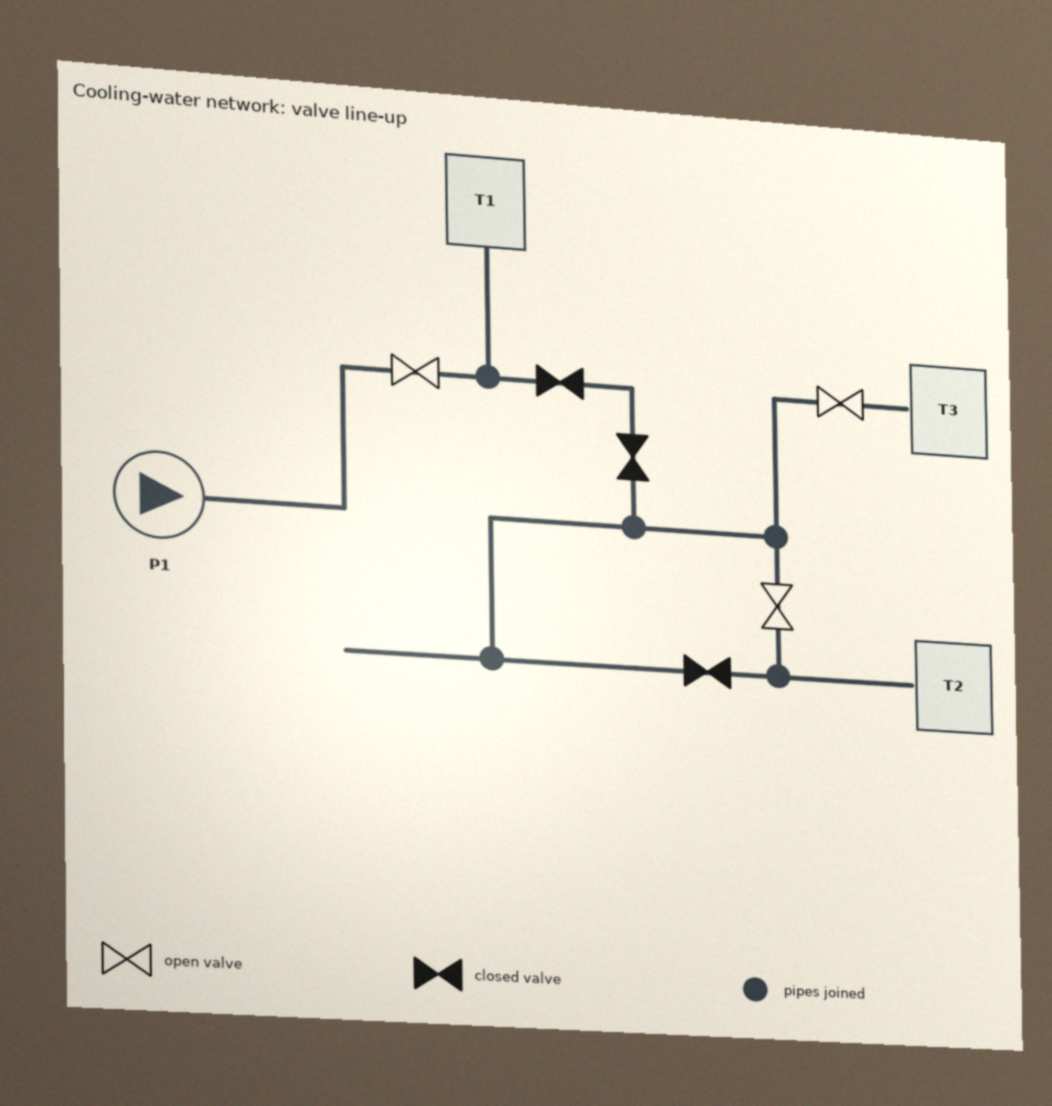 Cooling-water network: valve line-up
T1
T3
P1
T2
open valve
closed valve
pipes joined